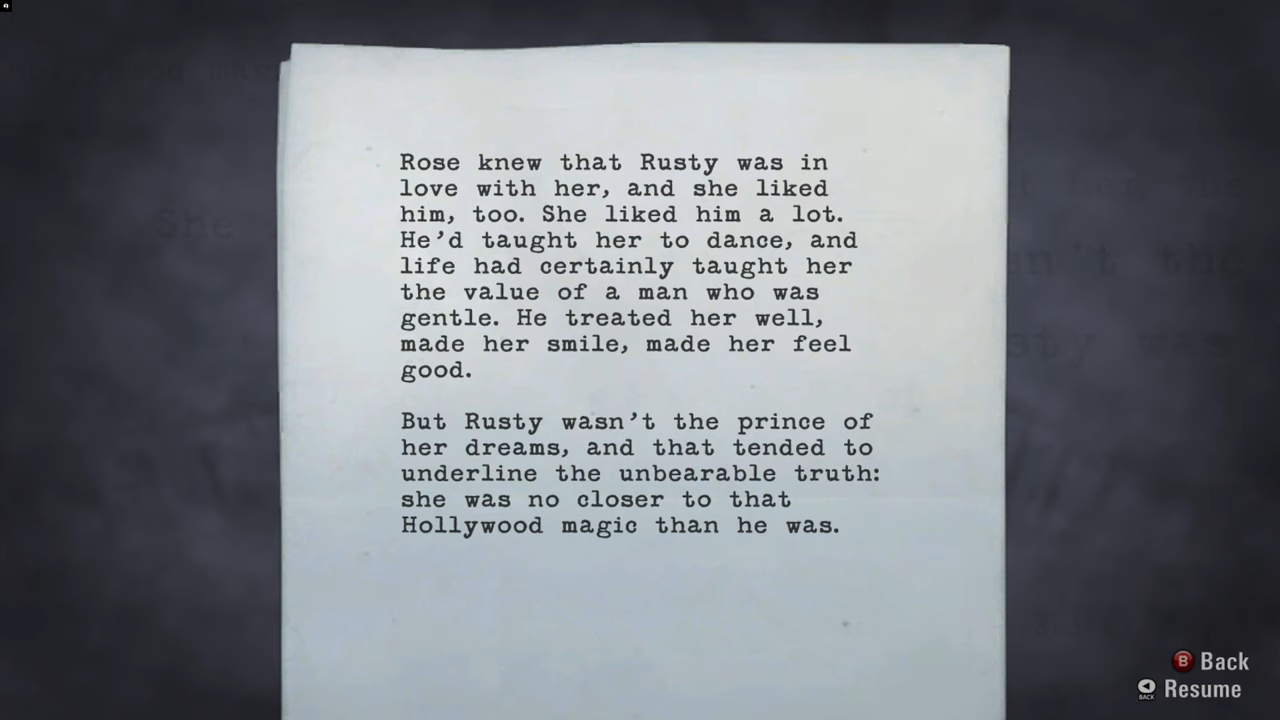 Rose knew that Rusty was in
love with her, and she liked
him, too. She liked him a lot.
He'd taught her to dance, and
life had certainly taught her
the value of a man who was
gentle. He treated her well,
made her smile, made her feel
good.
But Rusty wasn't the prince of
her dreams, and that tended to
underline the unbearable truth:
she was no closer to that
Hollywood magic than he was.
B Back
BACK Resume